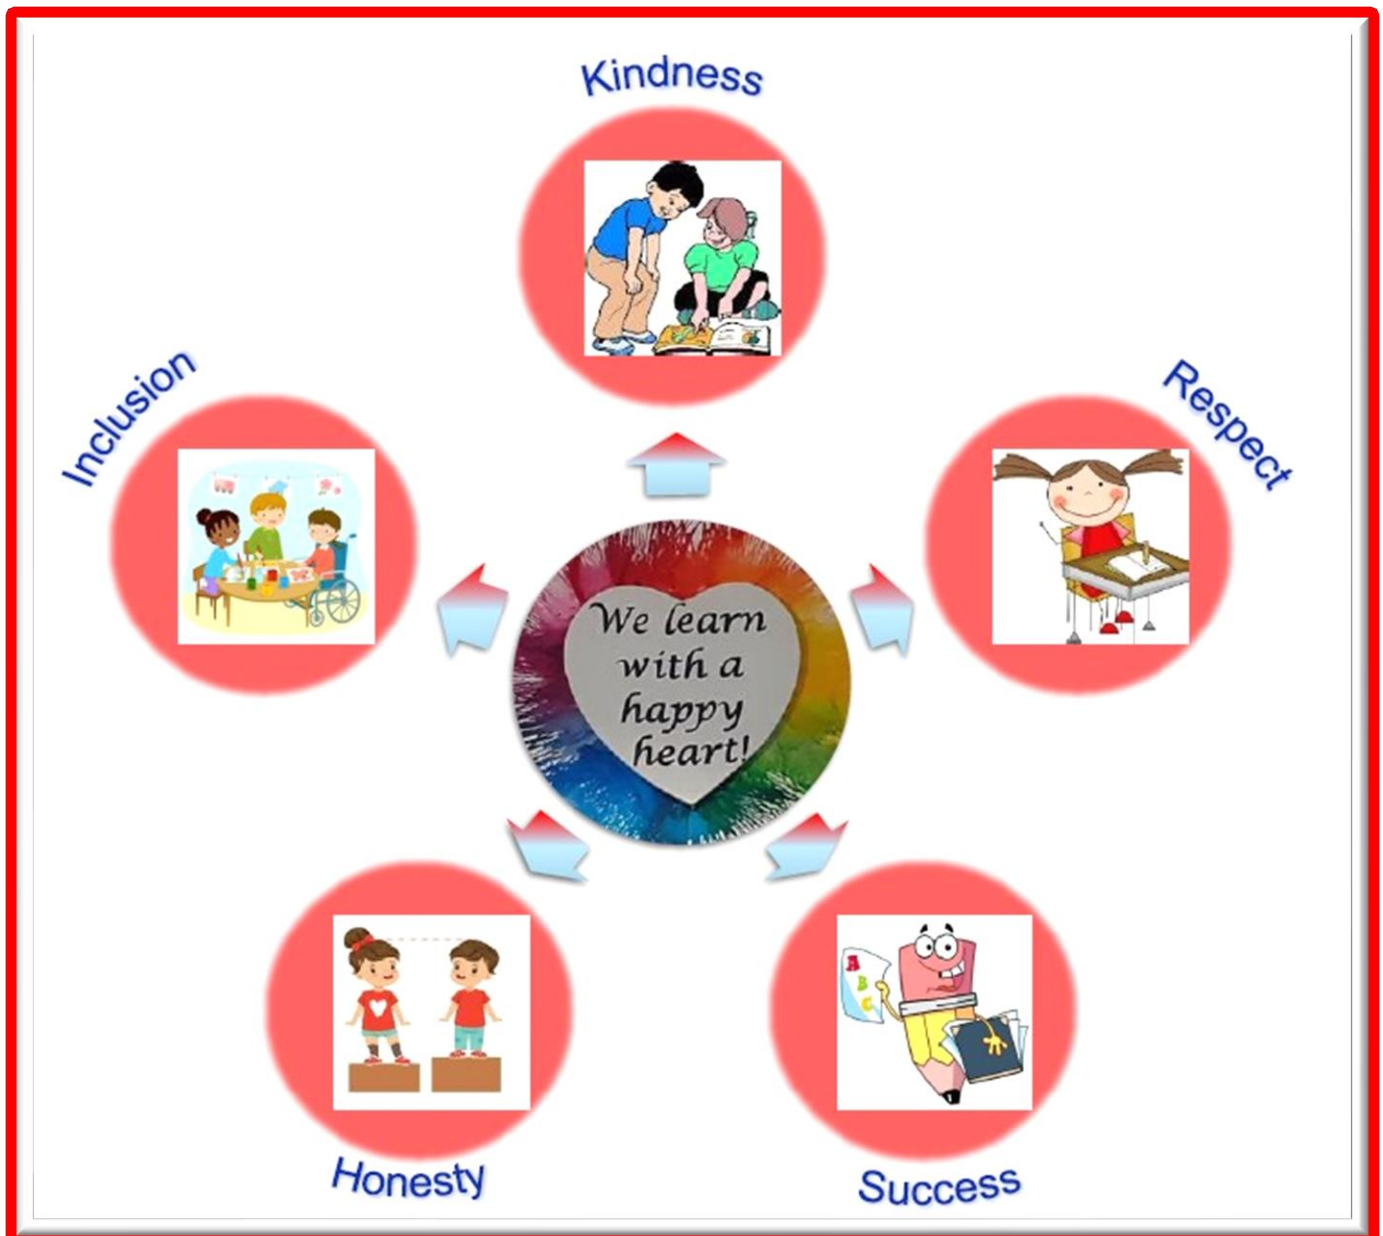 Kindness
Inclusion
Respect
We learn
with a
happy
heart!
A
B
C
Honesty
Success